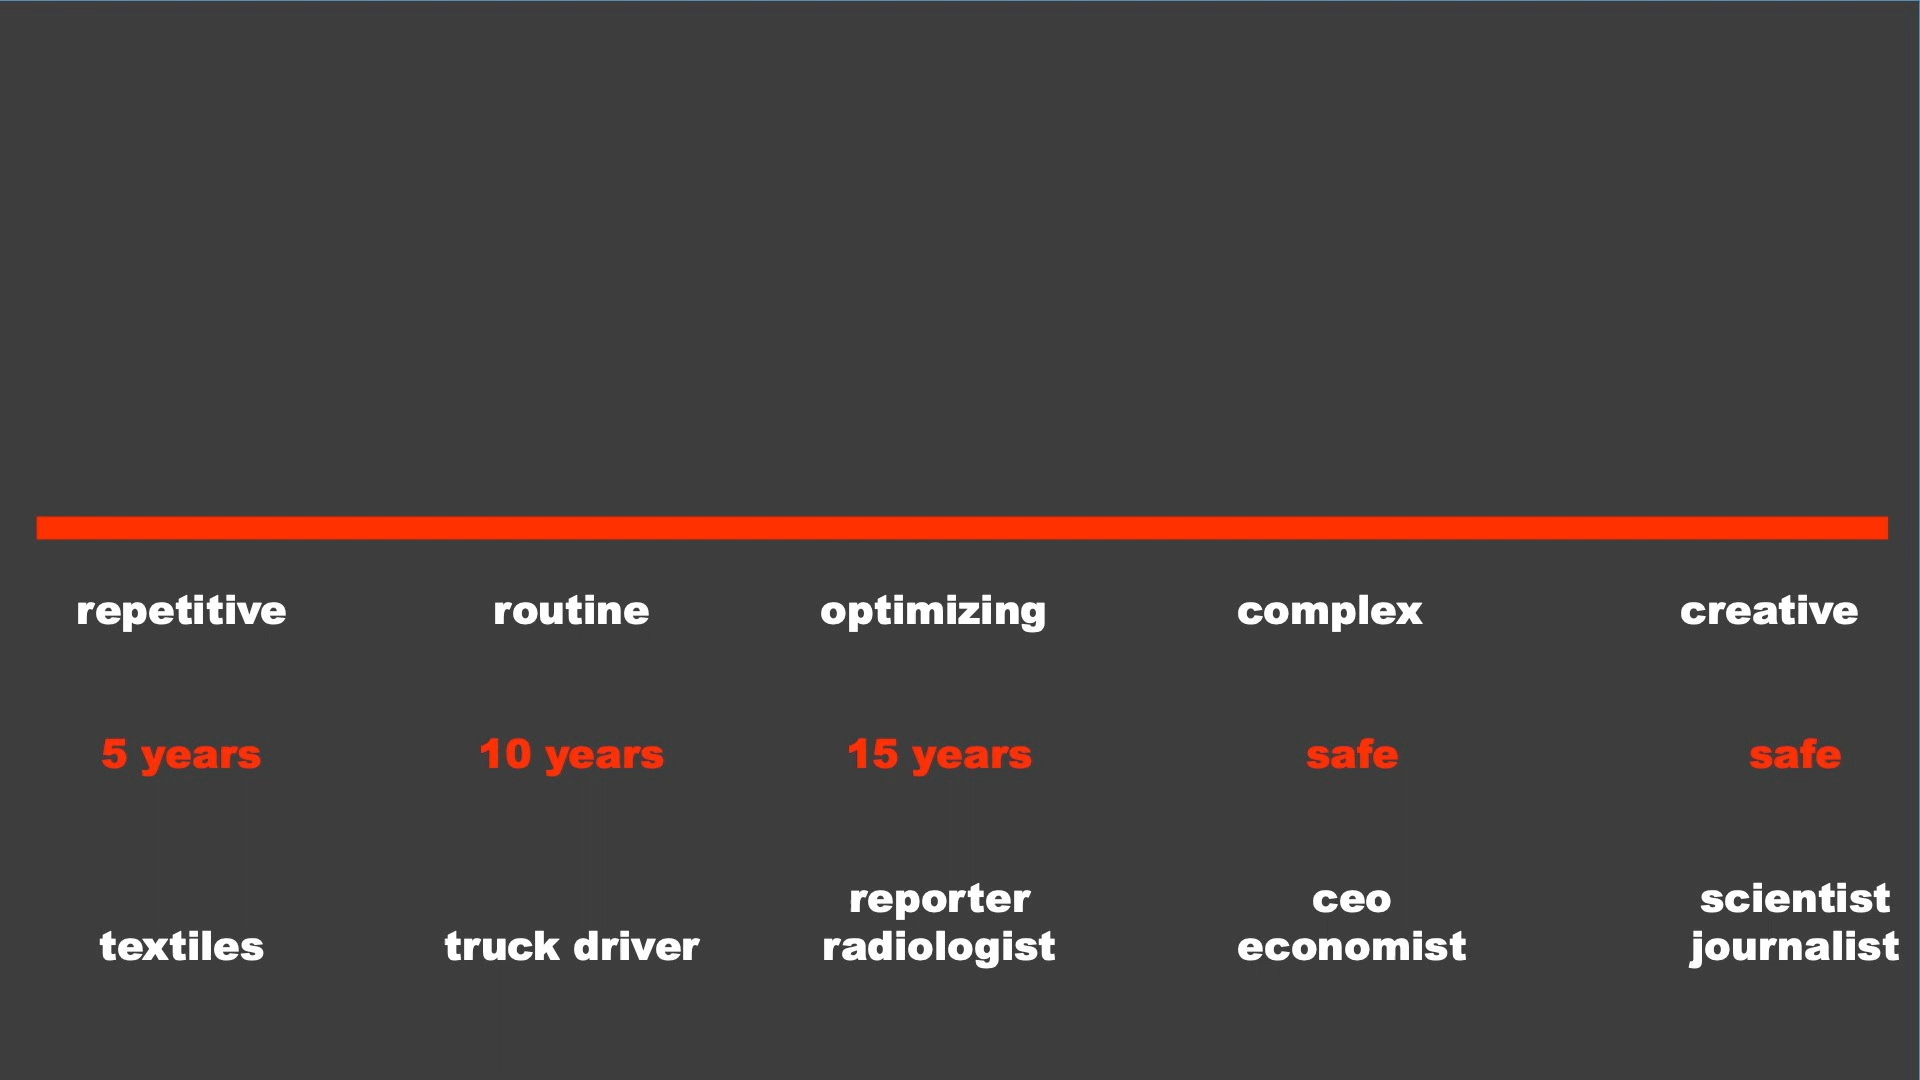 repetitive routine optimizing complex creative
5 years 10 years 15 years safe safe
reporter ceo scientist
textiles truck driver radiologist economist journalist